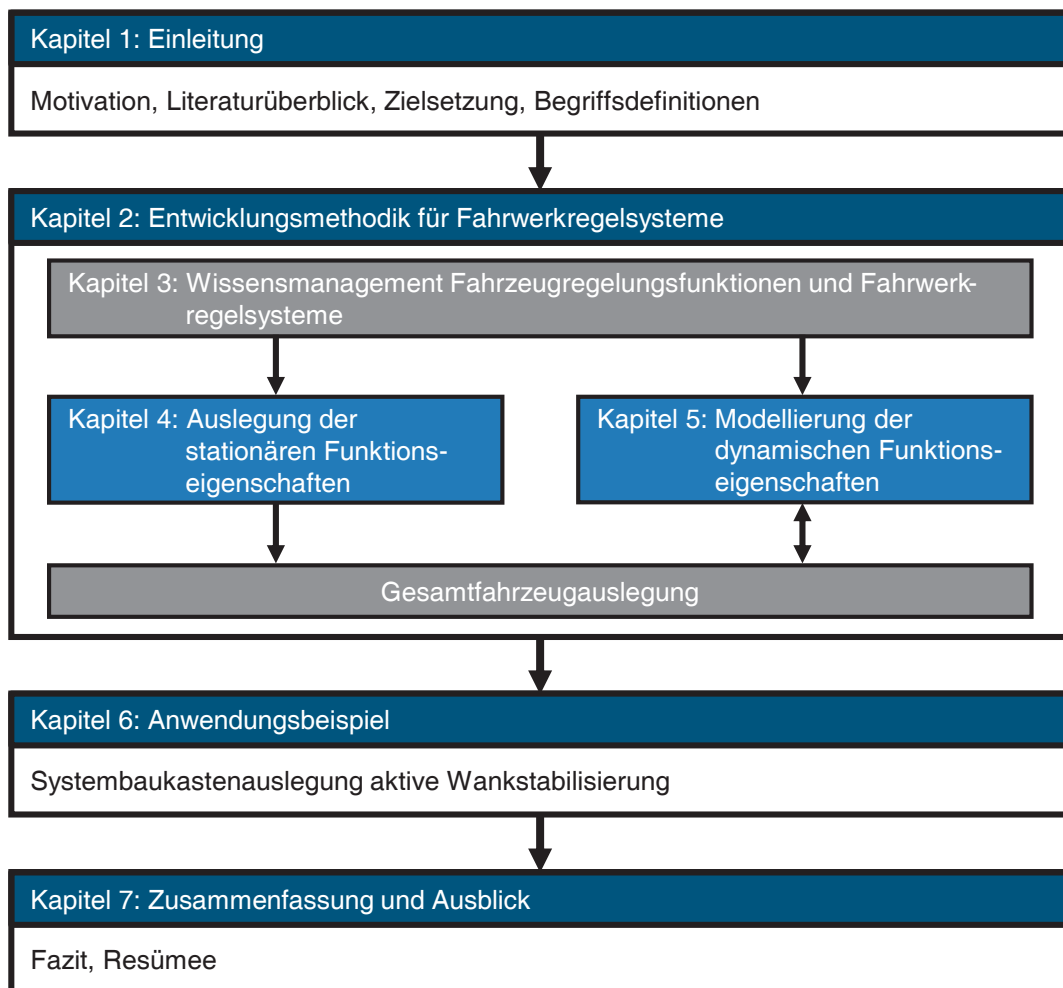 Kapitel 1: Einleitung
Motivation, Literaturüberblick, Zielsetzung, Begriffsdefinitionen
Kapitel 2: Entwicklungsmethodik für Fahrwerkregelsysteme
Kapitel 3: Wissensmanagement Fahrzeugregelungsfunktionen und Fahrwerk-
regelsysteme
Kapitel 4: Auslegung der
stationären Funktions-
eigenschaften
Kapitel 5: Modellierung der
dynamischen Funktions-
eigenschaften
Gesamtfahrzeugauslegung
Kapitel 6: Anwendungsbeispiel
Systembaukastenauslegung aktive Wankstabilisierung
Kapitel 7: Zusammenfassung und Ausblick
Fazit, Resümee